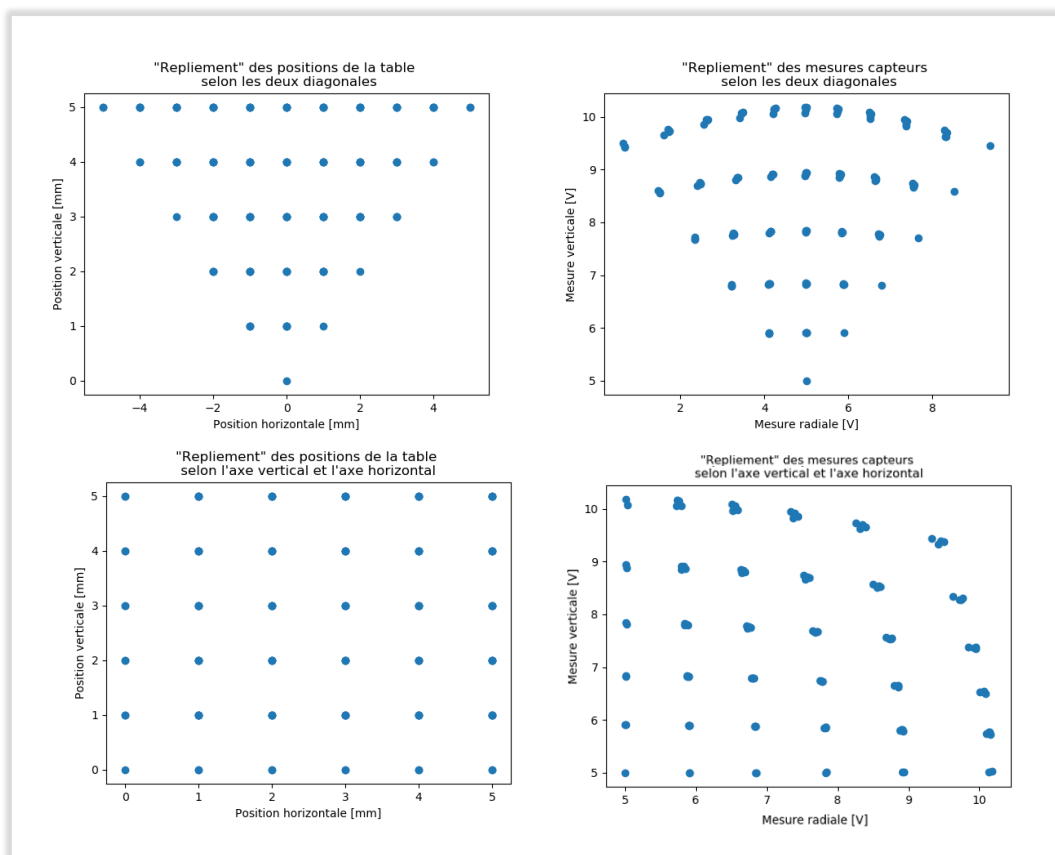 "Repliement" des positions de la table
selon les deux diagonales
5
4
3
2
1
0
Position verticale [mm]
−4
−2
0
2
4
Position horizontale [mm]
"Repliement" des mesures capteurs
selon les deux diagonales
10
9
8
7
6
5
Mesure verticale [V]
2
4
6
8
Mesure radiale [V]
"Repliement" des positions de la table
selon l'axe vertical et l'axe horizontal
5
4
3
2
1
0
Position verticale [mm]
0
1
2
3
4
5
Position horizontale [mm]
"Repliement" des mesures capteurs
selon l'axe vertical et l'axe horizontal
10
9
8
7
6
5
Mesure verticale [V]
5
6
7
8
9
10
Mesure radiale [V]